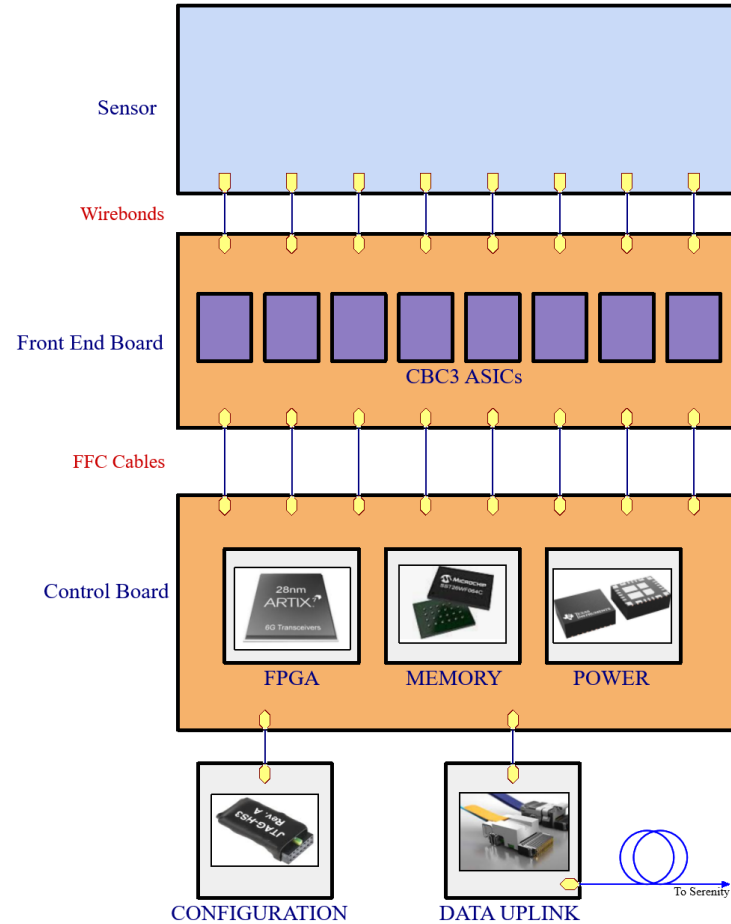 Sensor
Wirebonds
Front End Board
CBC3 ASICs
FFC Cables
Control Board
28nm
ARTIX
6G Transceivers
MICROCHIP
FPGA
MEMORY
POWER
JTAG-HS3
Rev. A
To Serenity
CONFIGURATION
DATA UPLINK